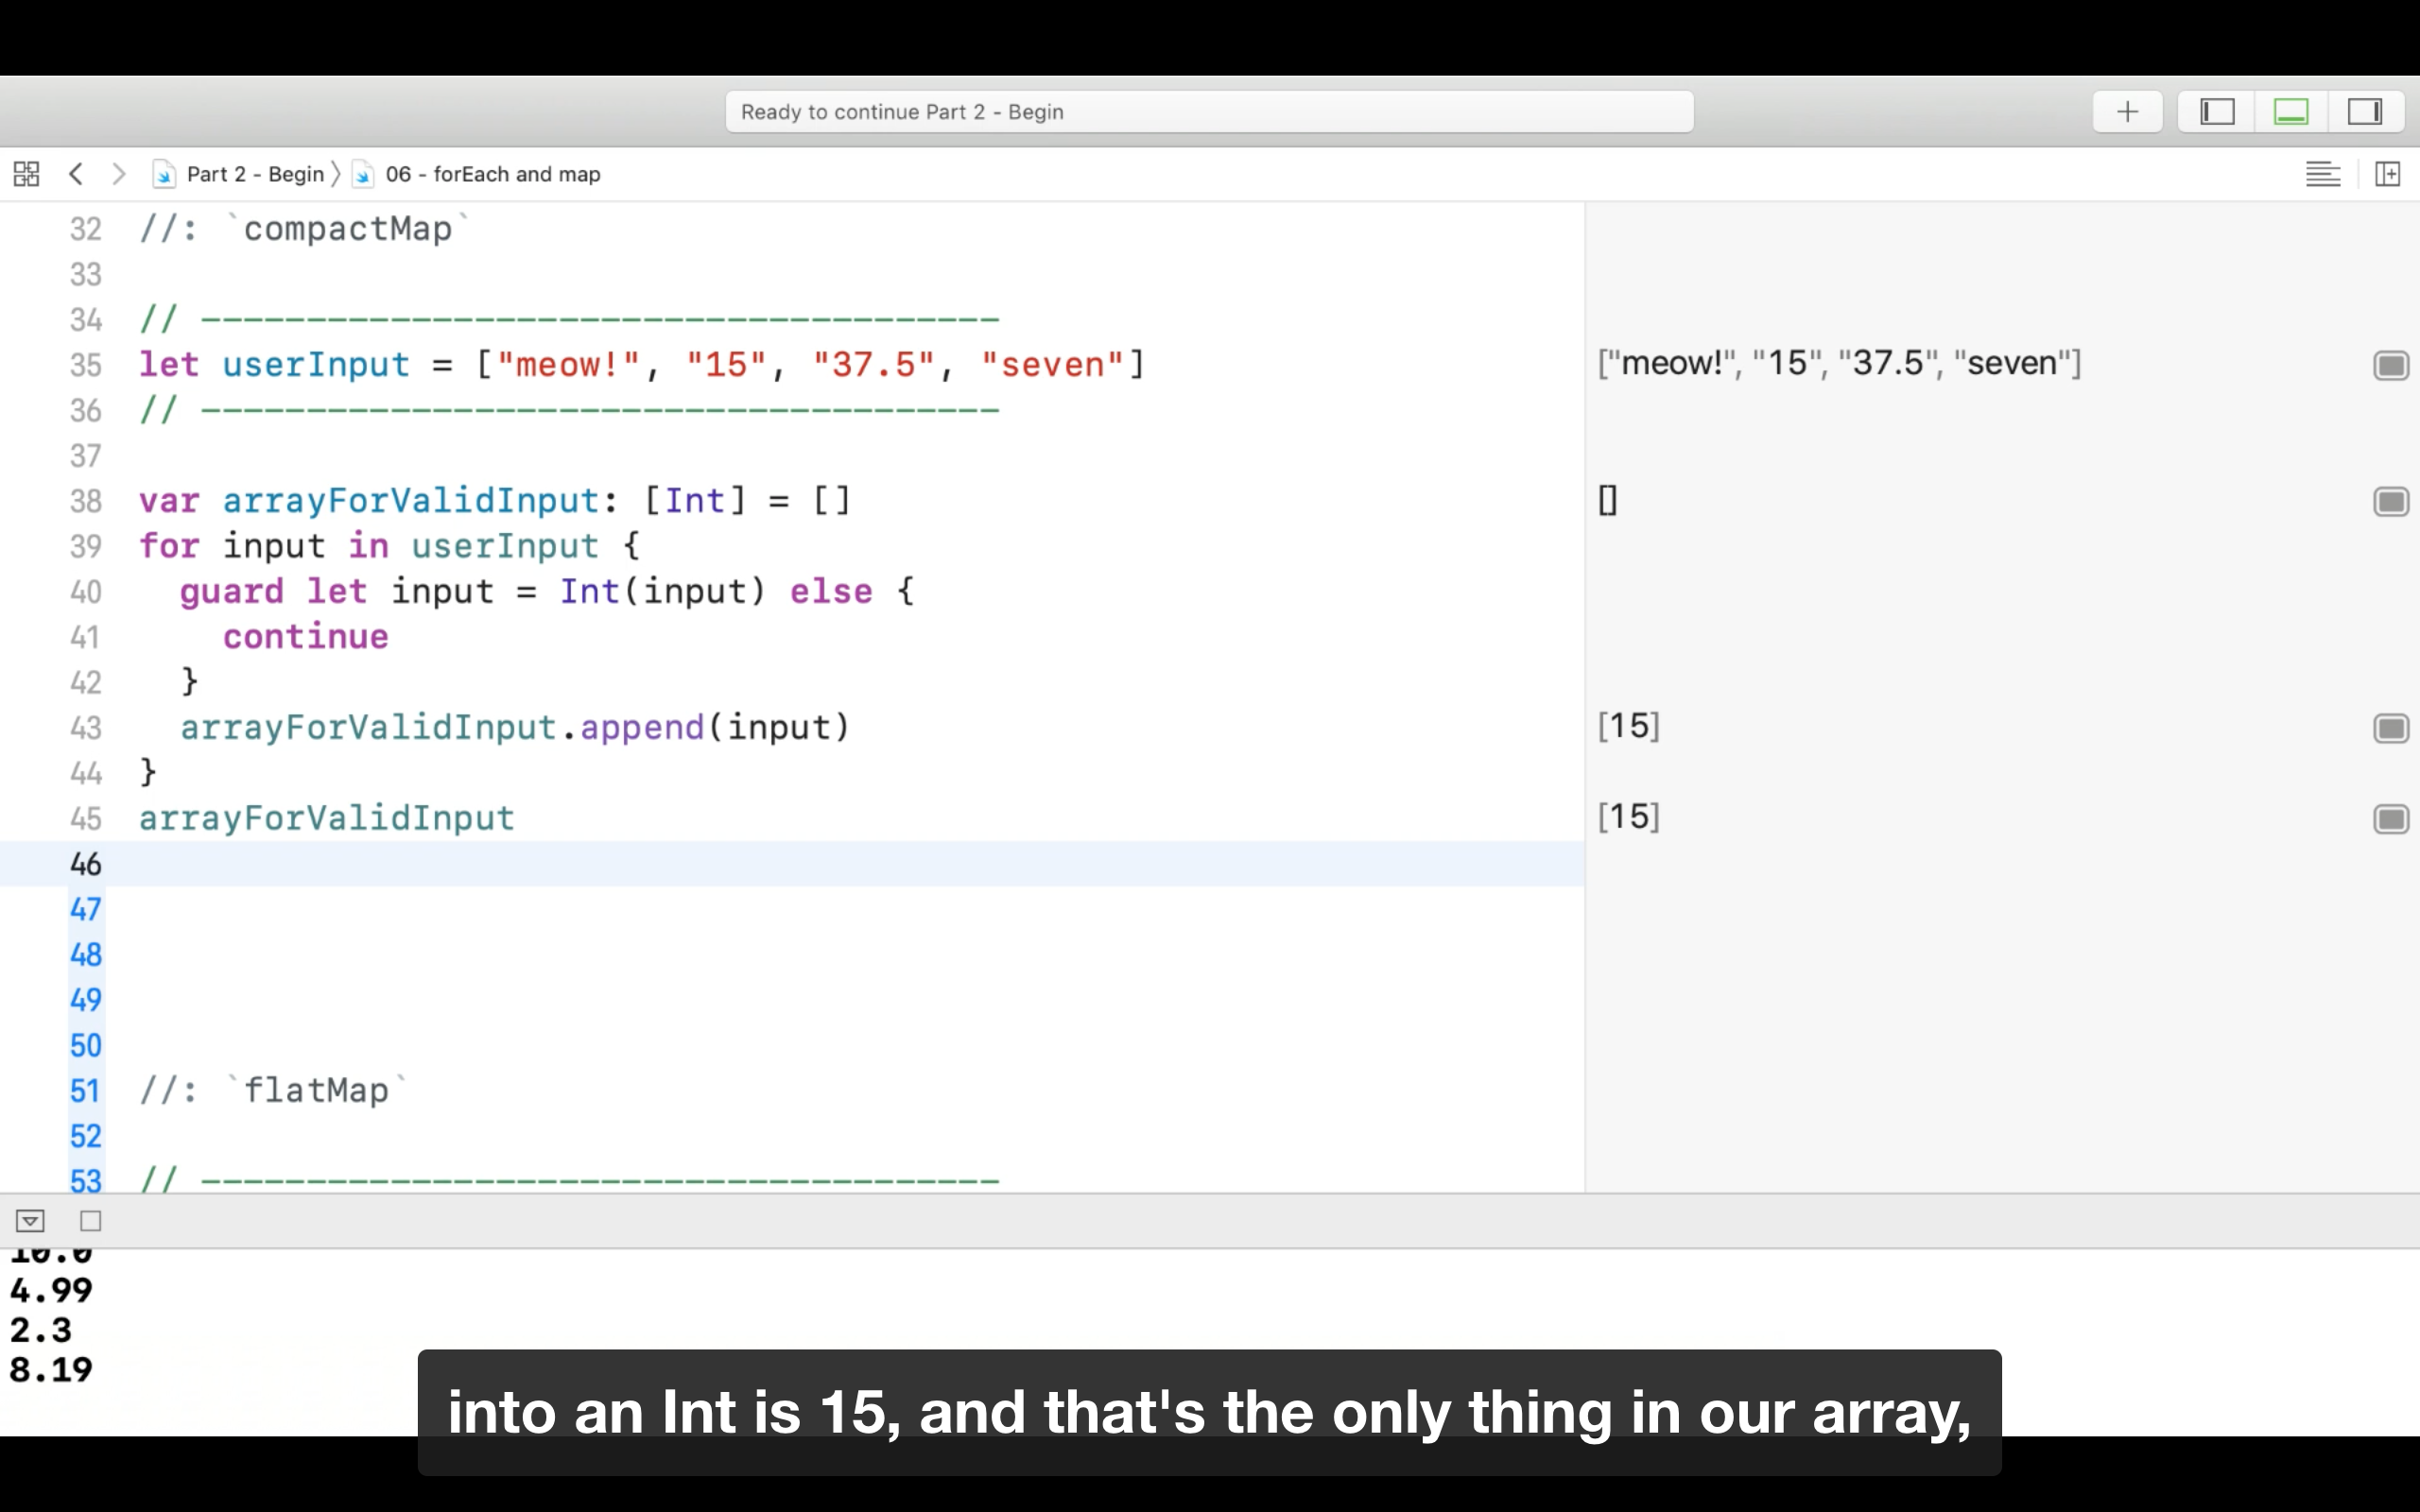 Ready to continue Part 2 - Begin
Part 2 - Begin 〉 06 - forEach and map
32 //: `compactMap`
33
34 // --------------------------------------
35 let userInput = ["meow!", "15", "37.5", "seven"] ["meow!", "15", "37.5", "seven"]
36 // --------------------------------------
37
38 var arrayForValidInput: [Int] = [] []
39 for input in userInput {
40 guard let input = Int(input) else {
41 continue
42 }
43 arrayForValidInput.append(input) [15]
44 }
45 arrayForValidInput [15]
46
47
48
49
50
51 //: `flatMap`
52
53 // --------------------------------------
10.0
4.99
2.3
8.19
into an Int is 15, and that's the only thing in our array,